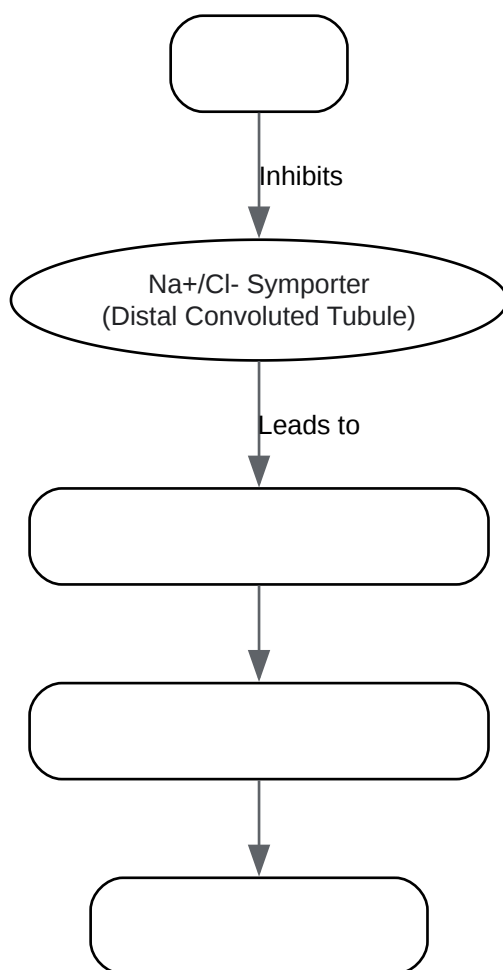 Inhibits
Na+/Cl- Symporter
(Distal Convoluted Tubule)
Leads to